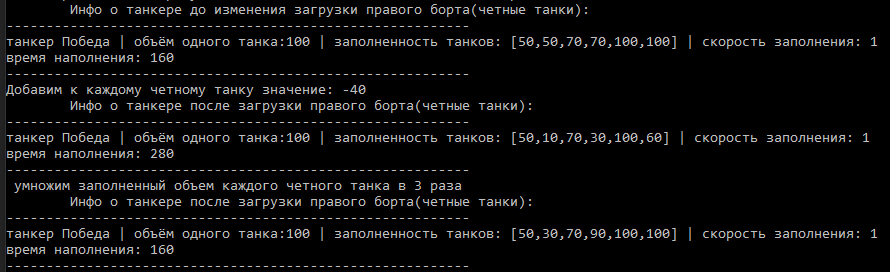 Инфо о танкере до изменения загрузки правого борта(четные танки):
----------------------------------------------------------
танкер Победа | объём одного танка:100 | заполненность танков: [50,50,70,70,100,100] | скорость заполнения: 1
время наполнения: 160
----------------------------------------------------------
Добавим к каждому четному танку значение: -40
Инфо о танкере после загрузки правого борта(четные танки):
----------------------------------------------------------
танкер Победа | объём одного танка:100 | заполненность танков: [50,10,70,30,100,60] | скорость заполнения: 1
время наполнения: 280
----------------------------------------------------------
умножим заполненный объем каждого четного танка в 3 раза
Инфо о танкере после загрузки правого борта(четные танки):
----------------------------------------------------------
танкер Победа | объём одного танка:100 | заполненность танков: [50,30,70,90,100,100] | скорость заполнения: 1
время наполнения: 160
----------------------------------------------------------